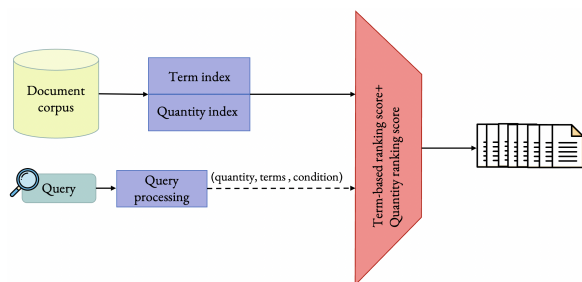 Document
corpus
Term index
Quantity index
Query
Query
processing
(quantity, terms , condition)
Term-based ranking score+
Quantity ranking score